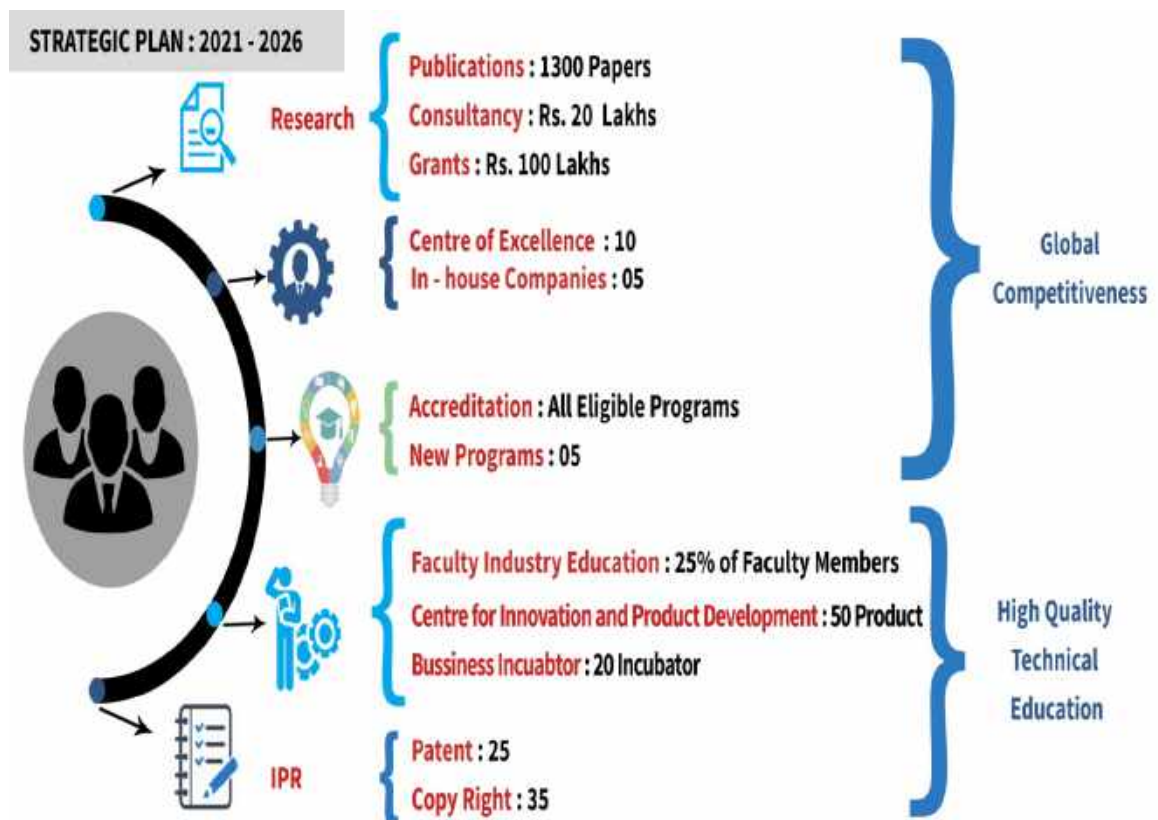 STRATEGIC PLAN : 2021 - 2026
Research
Publications : 1300 Papers
Consultancy : Rs. 20 Lakhs
Grants : Rs. 100 Lakhs
Centre of Excellence : 10
In - house Companies : 05
Accreditation : All Eligible Programs
New Programs : 05
Global
Competitiveness
Faculty Industry Education : 25% of Faculty Members
Centre for Innovation and Product Development : 50 Product
Bussiness Incuabtor : 20 Incubator
IPR
Patent : 25
Copy Right : 35
High Quality
Technical
Education